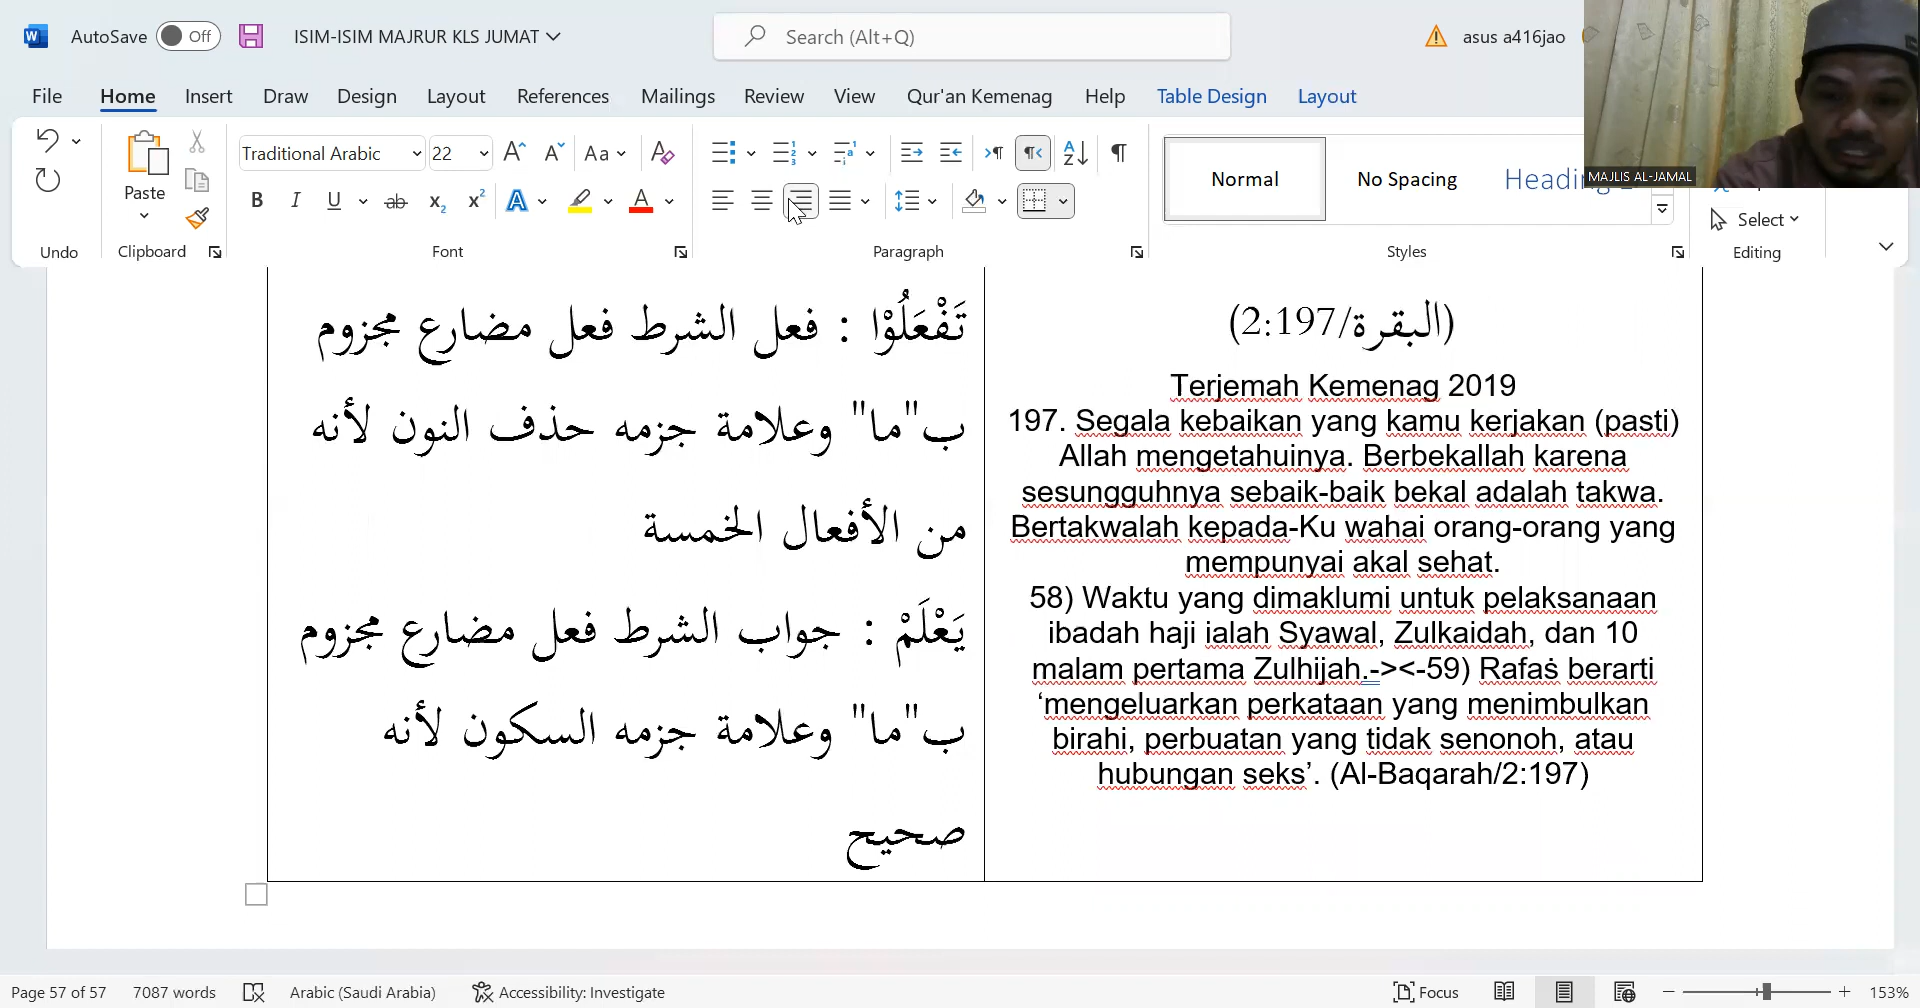 AutoSave Off ISIM-ISIM MAJRUR KLS JUMAT Search (Alt+Q) asus a416jao
File Home Insert Draw Design Layout References Mailings Review View Qur'an Kemenag Help Table Design Layout
Traditional Arabic 22
Paste
Normal No Spacing
MAJLIS AL-JAMAL
Select
Undo Clipboard Font Paragraph Styles Editing
تَفْعَلُوْا : فعل الشرط فعل مضارع مجزوم
ب"ما" وعلامة جزمه حذف النون لأنه
من الأفعال الخمسة
يَعْلَمْ : جواب الشرط فعل مضارع مجزوم
ب"ما" وعلامة جزمه السكون لأنه
صحيح
(البقرة/2:197)
Terjemah Kemenag 2019
197. Segala kebaikan yang kamu kerjakan (pasti)
Allah mengetahuinya. Berbekallah karena
sesungguhnya sebaik-baik bekal adalah takwa.
Bertakwalah kepada-Ku wahai orang-orang yang
mempunyai akal sehat.
58) Waktu yang dimaklumi untuk pelaksanaan
ibadah haji ialah Syawal, Zulkaidah, dan 10
malam pertama Zulhijah.-><-59) Rafaṡ berarti
‘mengeluarkan perkataan yang menimbulkan
birahi, perbuatan yang tidak senonoh, atau
hubungan seks’. (Al-Baqarah/2:197)
Page 57 of 57 7087 words Arabic (Saudi Arabia) Accessibility: Investigate Focus 153%